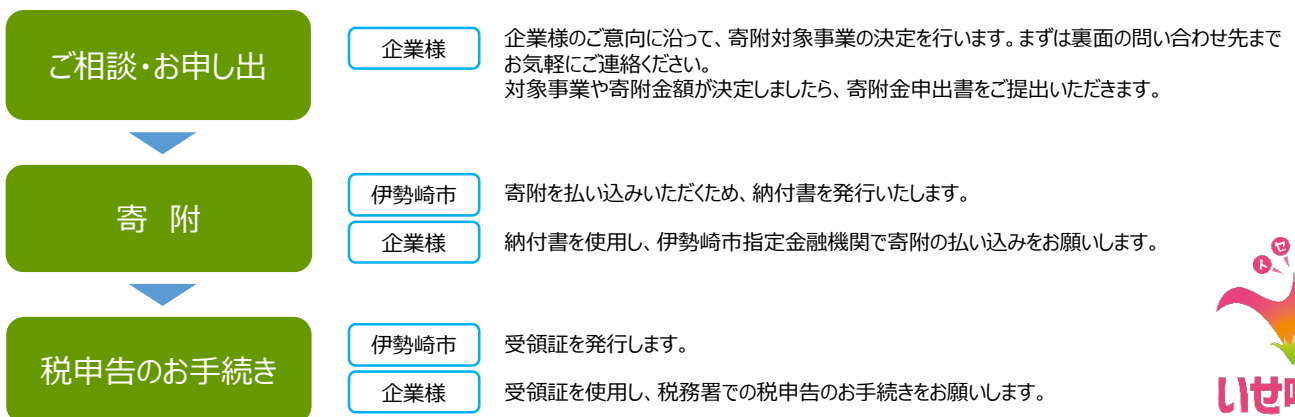 ご相談・お申し出
企業様
企業様のご意向に沿って、寄附対象事業の決定を行います。まずは裏面の問い合わせ先まで
お気軽にご連絡ください。
対象事業や寄附金額が決定しましたら、寄附金申出書をご提出いただきます。
寄 附
伊勢崎市
寄附を払い込みいただくため、納付書を発行いたします。
企業様
納付書を使用し、伊勢崎市指定金融機関で寄附の払い込みをお願いします。
税申告のお手続き
伊勢崎市
受領証を発行します。
企業様
受領証を使用し、税務署での税申告のお手続きをお願いします。
トセ
いせ